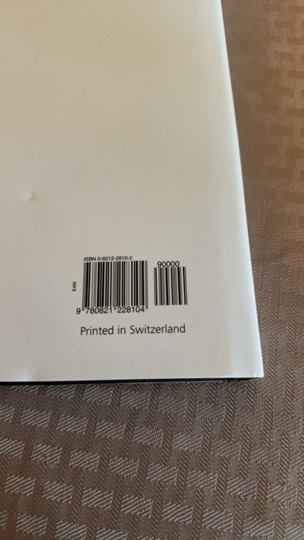 ISBN 0-8212-2810-2
90000
EAN
9 780821 228104
Printed in Switzerland